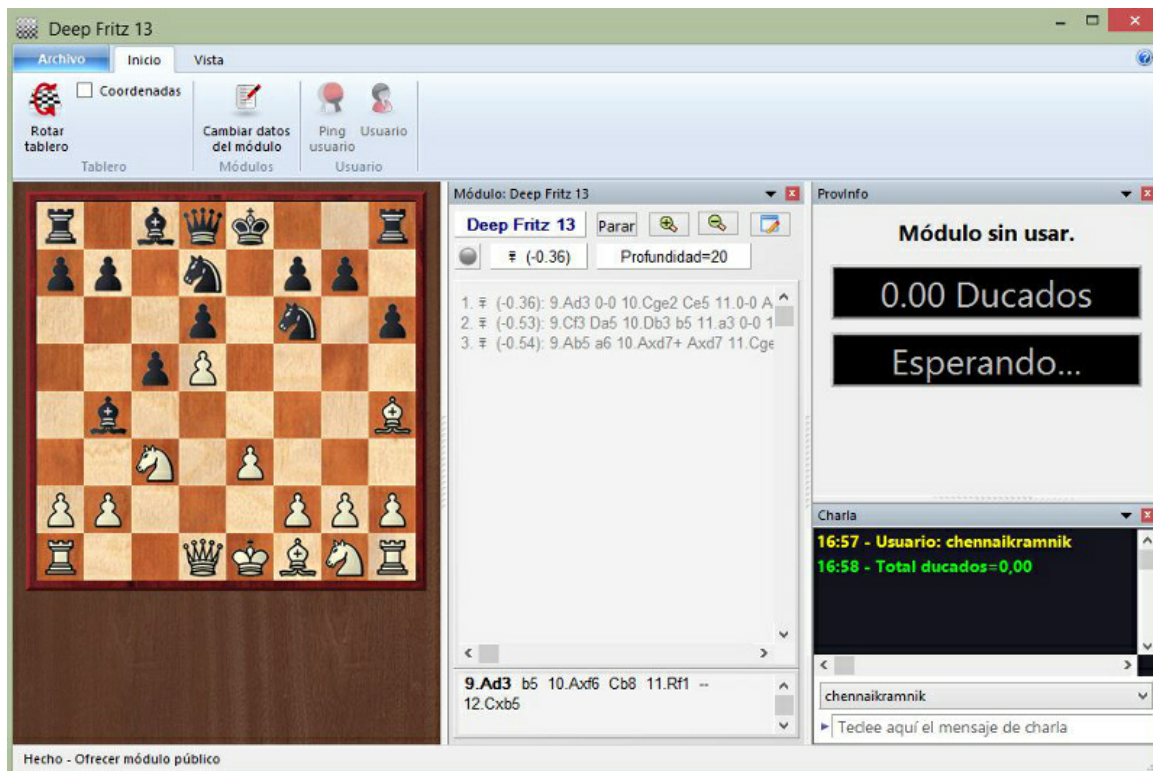 Deep Fritz 13
Archivo Inicio Vista
Coordenadas
Rotar tablero
Cambiar datos del módulo
Ping usuario
Usuario
Tablero Módulos Usuario
Módulo: Deep Fritz 13
Deep Fritz 13 Parar
∓ (-0.36) Profundidad=20
1. ∓ (-0.36): 9.Ad3 0-0 10.Cge2 Ce5 11.0-0 A
2. ∓ (-0.53): 9.Cf3 Da5 10.Db3 b5 11.a3 0-0 1
3. ∓ (-0.54): 9.Ab5 a6 10.Axd7+ Axd7 11.Cge
9.Ad3 b5 10.Axf6 Cb8 11.Rf1 --
12.Cxb5
ProvInfo
Módulo sin usar.
0.00 Ducados
Esperando...
Charla
16:57 - Usuario: chennaikramnik
16:58 - Total ducados=0,00
chennaikramnik
Teclee aquí el mensaje de charla
Hecho - Ofrecer módulo público